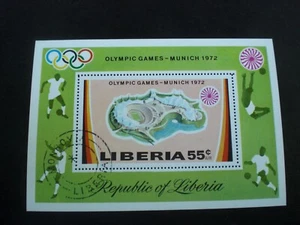 OLYMPIC GAMES - MUNICH 1972
OLYMPIC GAMES - MUNICH 1972
LIBERIA 55c
Republic of Liberia